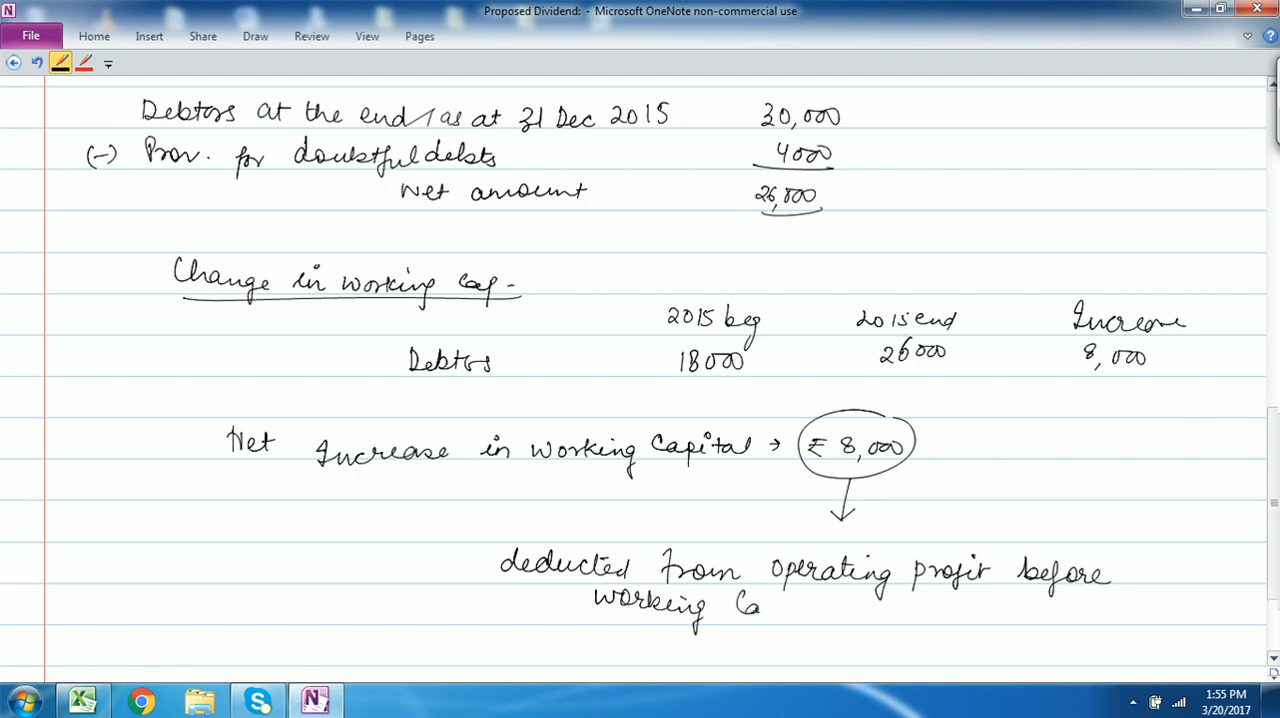 Proposed Dividend: - Microsoft OneNote non-commercial use
File Home Insert Share Draw Review View Pages
Debtors at the end / as at 31 Dec 2015 30,000
(-) Prov. for doubtful debts 4000
Net amount 26,000
Change in working cap.
2015 beg 2015 end Increase
Debtors 18000 26000 8,000
Net Increase in working Capital → ₹ 8,000
deducted from operating profit before
working Ca
1:55 PM
3/20/2017